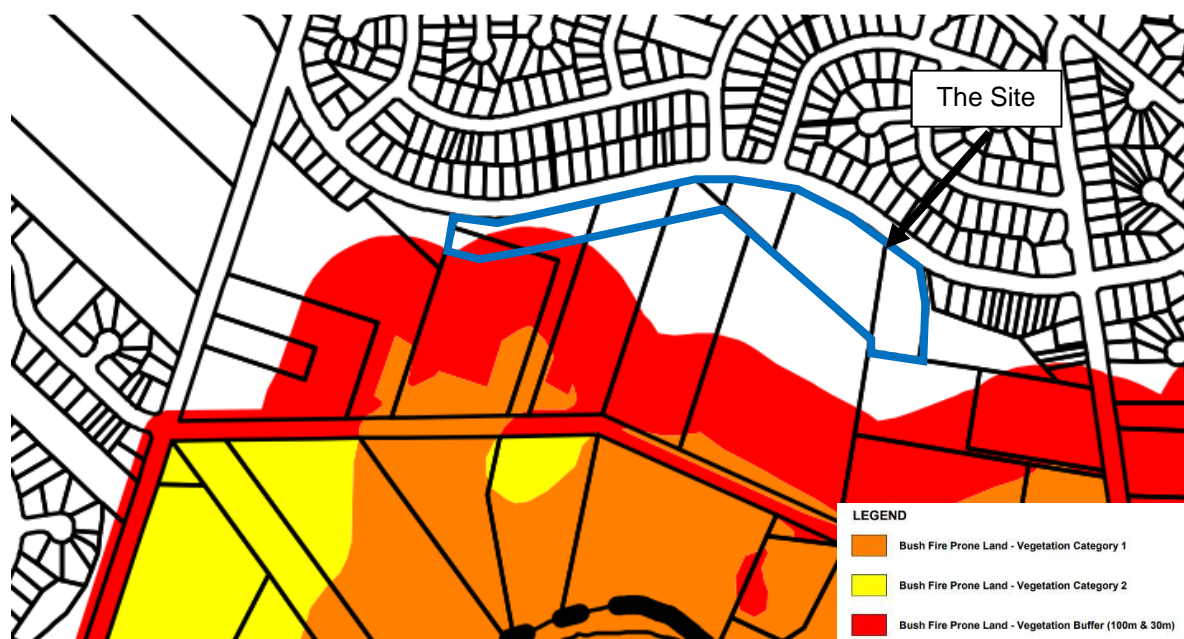 The Site
LEGEND
Bush Fire Prone Land - Vegetation Category 1
Bush Fire Prone Land - Vegetation Category 2
Bush Fire Prone Land - Vegetation Buffer (100m & 30m)